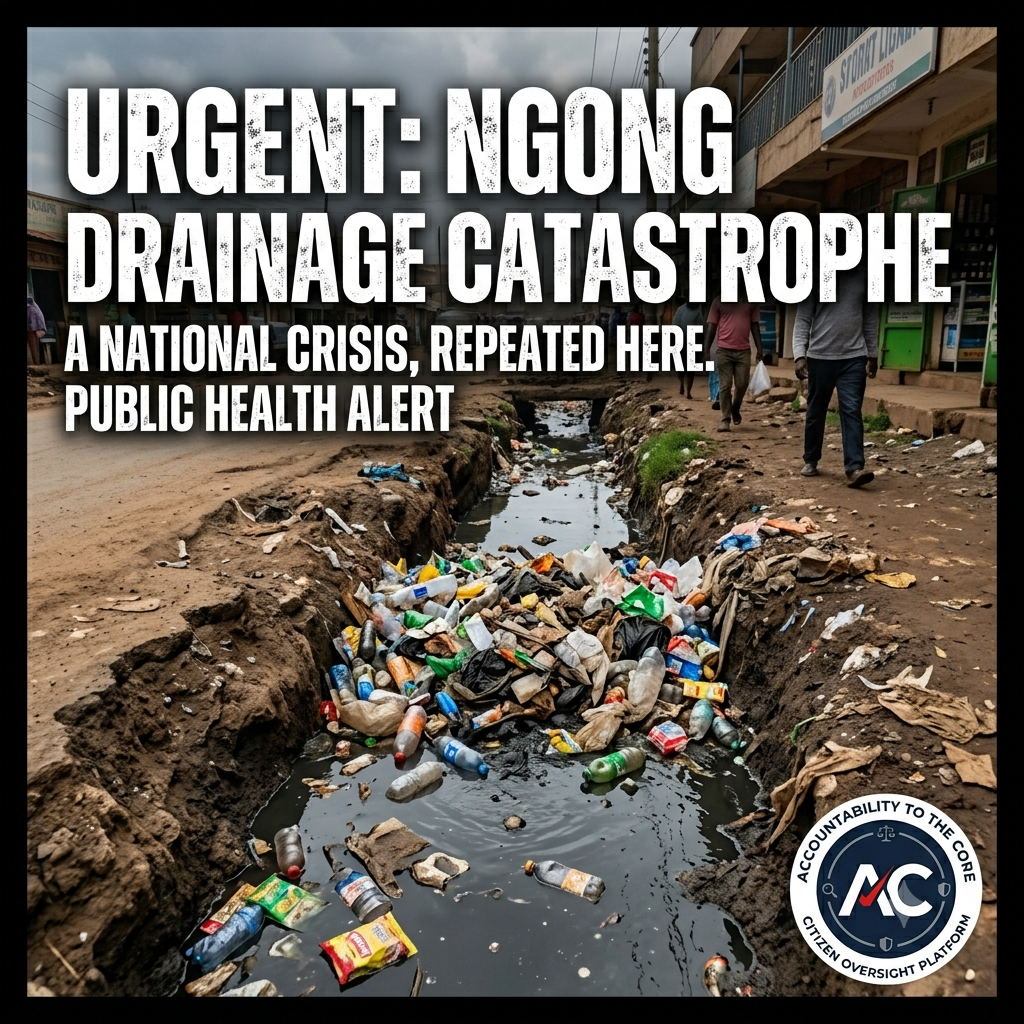 URGENT: NGONG
DRAINAGE CATASTROPHE
A NATIONAL CRISIS, REPEATED HERE.
PUBLIC HEALTH ALERT
ACCOUNTABILITY TO THE CORE
AC
CITIZEN OVERSIGHT PLATFORM